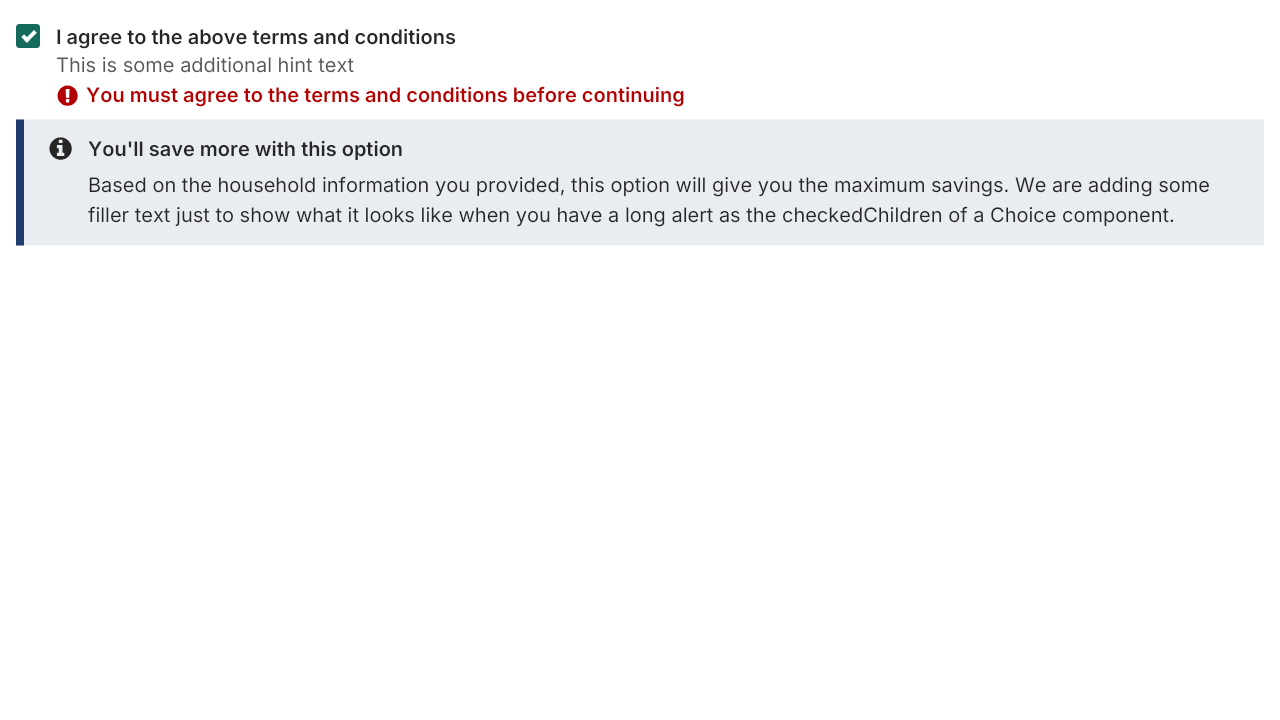 I agree to the above terms and conditions
This is some additional hint text
You must agree to the terms and conditions before continuing
You'll save more with this option
Based on the household information you provided, this option will give you the maximum savings. We are adding some
filler text just to show what it looks like when you have a long alert as the checkedChildren of a Choice component.